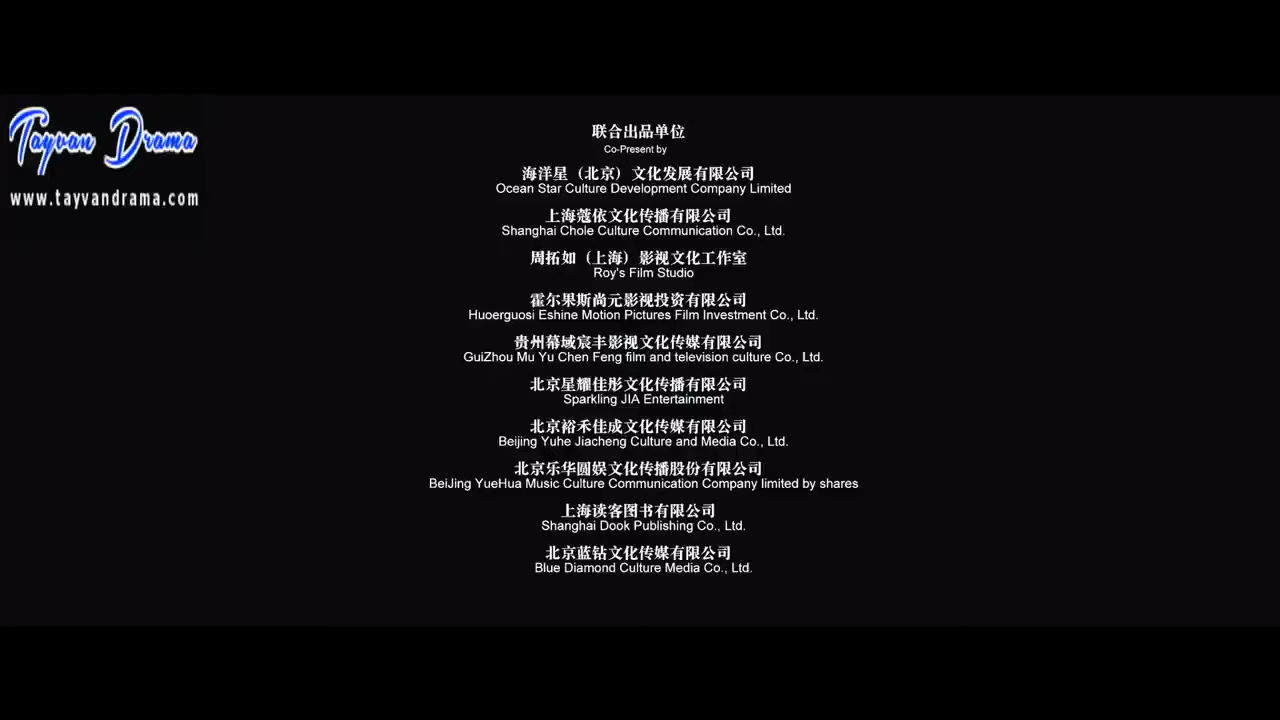 Tayvan Drama
www.tayvandrama.com
联合出品单位
Co-Present by
海洋星（北京）文化发展有限公司
Ocean Star Culture Development Company Limited
上海蔻依文化传播有限公司
Shanghai Chole Culture Communication Co., Ltd.
周拓如（上海）影视文化工作室
Roy's Film Studio
霍尔果斯尚元影视投资有限公司
Huoerguosi Eshine Motion Pictures Film Investment Co., Ltd.
贵州幕域宸丰影视文化传媒有限公司
GuiZhou Mu Yu Chen Feng film and television culture Co., Ltd.
北京星耀佳彤文化传播有限公司
Sparkling JIA Entertainment
北京裕禾佳成文化传媒有限公司
Beijing Yuhe Jiacheng Culture and Media Co., Ltd.
北京乐华圆娱文化传播股份有限公司
BeiJing YueHua Music Culture Communication Company limited by shares
上海读客图书有限公司
Shanghai Dook Publishing Co., Ltd.
北京蓝钻文化传媒有限公司
Blue Diamond Culture Media Co., Ltd.